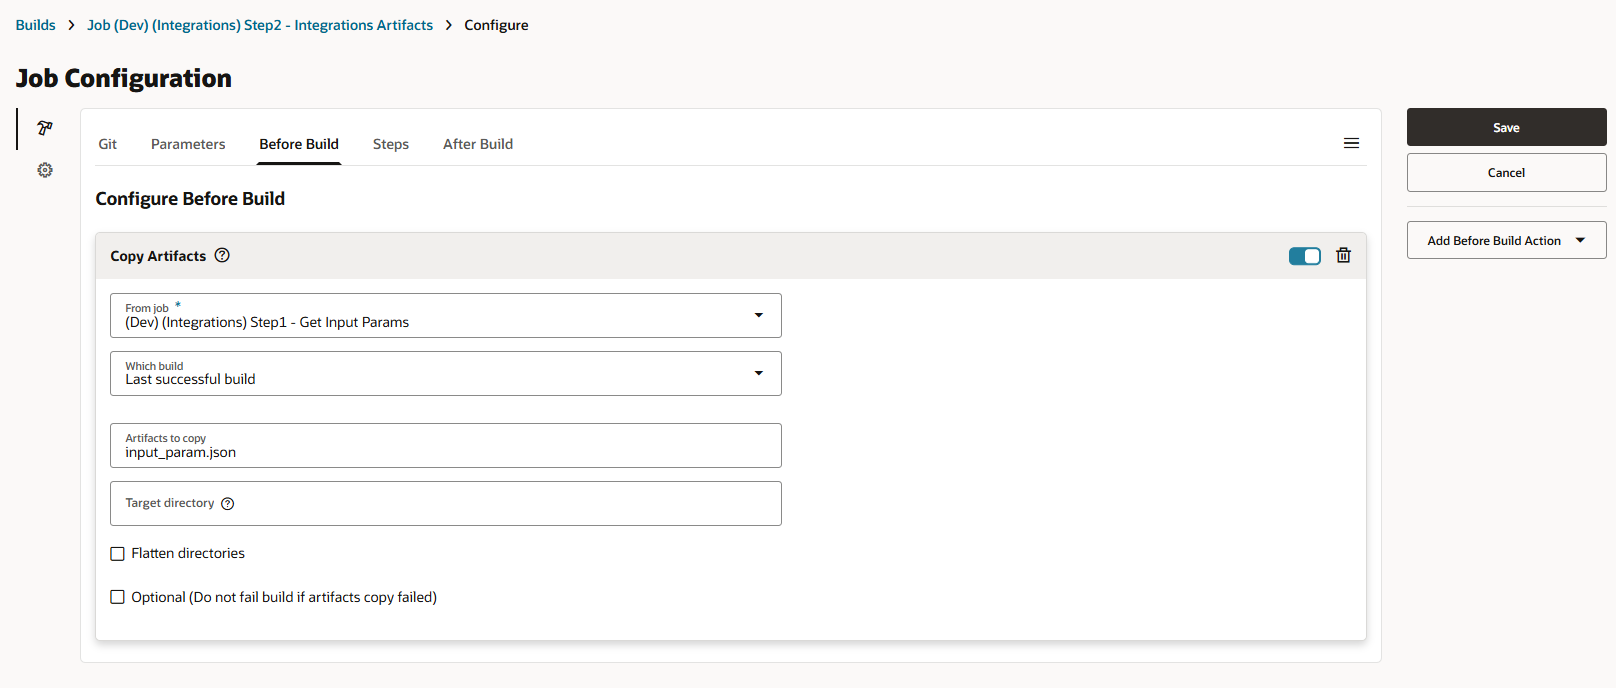 Builds > Job (Dev) (Integrations) Step2 - Integrations Artifacts > Configure
Job Configuration
Git Parameters Before Build Steps After Build
Save
Cancel
Add Before Build Action
Configure Before Build
Copy Artifacts
From job *
(Dev) (Integrations) Step1 - Get Input Params
Which build
Last successful build
Artifacts to copy
input_param.json
Target directory
Flatten directories
Optional (Do not fail build if artifacts copy failed)